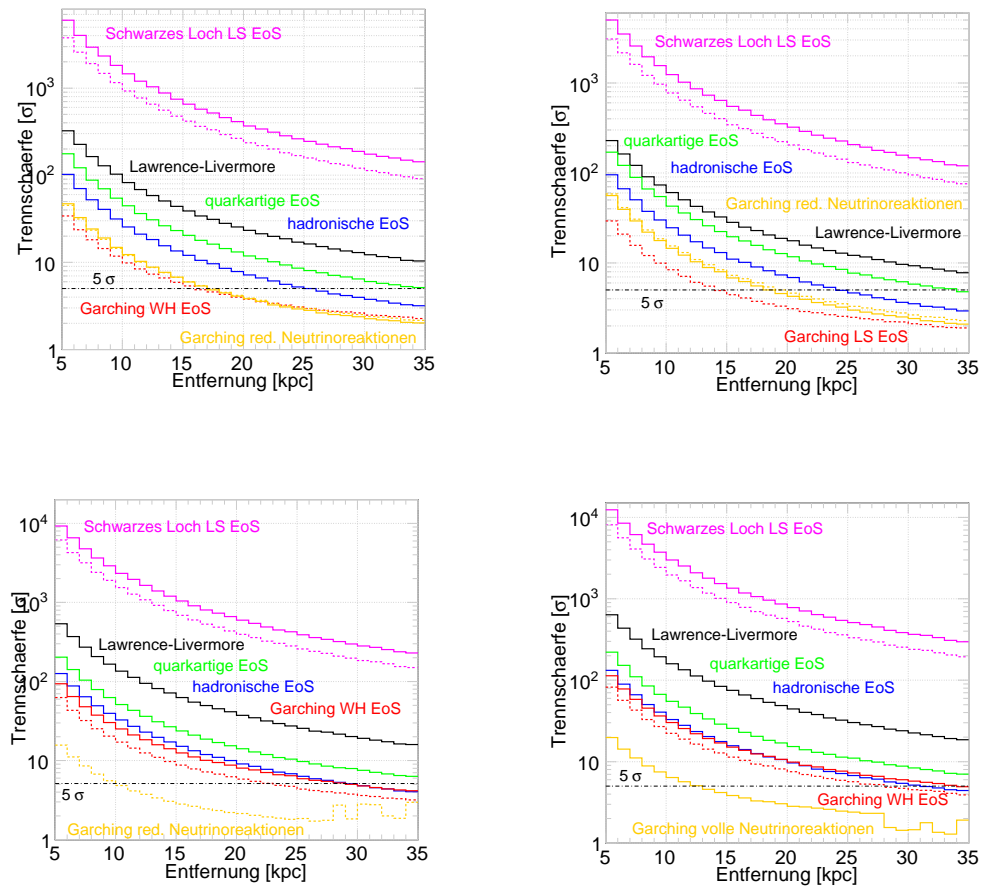 Schwarzes Loch LS EoS
10³
Lawrence-Livermore
10²
quarkartige EoS
hadronische EoS
10
5 σ
Garching WH EoS
Garching red. Neutrinoreaktionen
1
5 10 15 20 25 30 35
Entfernung [kpc]
Trennschaerfe [σ]
Schwarzes Loch LS EoS
10³
quarkartige EoS
hadronische EoS
10²
Garching red. Neutrinoreaktionen
Lawrence-Livermore
10
5 σ
Garching LS EoS
1
5 10 15 20 25 30 35
Entfernung [kpc]
Trennschaerfe [σ]
10⁴
Schwarzes Loch LS EoS
10³
Lawrence-Livermore
quarkartige EoS
10²
hadronische EoS
Garching WH EoS
10
5 σ
Garching red. Neutrinoreaktionen
1
5 10 15 20 25 30 35
Entfernung [kpc]
Trennschaerfe [σ]
10⁴
Schwarzes Loch LS EoS
10³
Lawrence-Livermore
quarkartige EoS
10²
hadronische EoS
10
5 σ
Garching WH EoS
Garching volle Neutrinoreaktionen
1
5 10 15 20 25 30 35
Entfernung [kpc]
Trennschaerfe [σ]